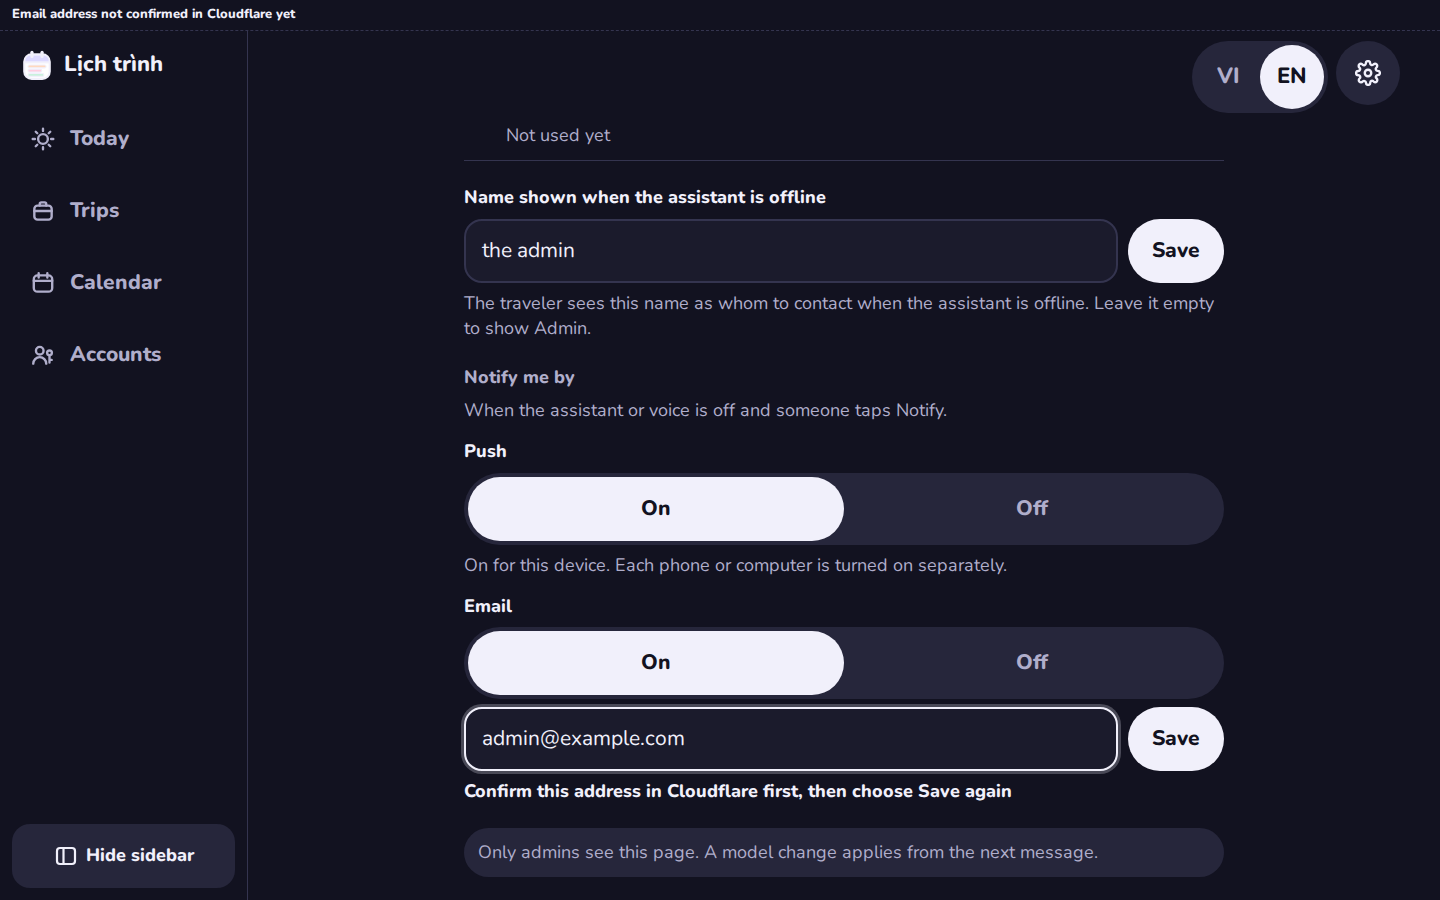 Email address not confirmed in Cloudflare yet
Lịch trình
VI
EN
Today
Trips
Calendar
Accounts
Hide sidebar
Not used yet
Name shown when the assistant is offline
the admin
Save
The traveler sees this name as whom to contact when the assistant is offline. Leave it empty
to show Admin.
Notify me by
When the assistant or voice is off and someone taps Notify.
Push
On
Off
On for this device. Each phone or computer is turned on separately.
Email
On
Off
admin@example.com
Save
Confirm this address in Cloudflare first, then choose Save again
Only admins see this page. A model change applies from the next message.